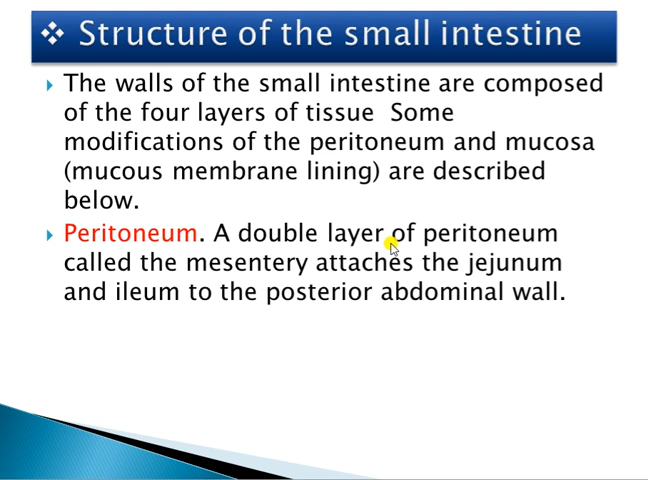 ❖ Structure of the small intestine
The walls of the small intestine are composed
of the four layers of tissue  Some
modifications of the peritoneum and mucosa
(mucous membrane lining) are described
below.
Peritoneum. A double layer of peritoneum
called the mesentery attaches the jejunum
and ileum to the posterior abdominal wall.